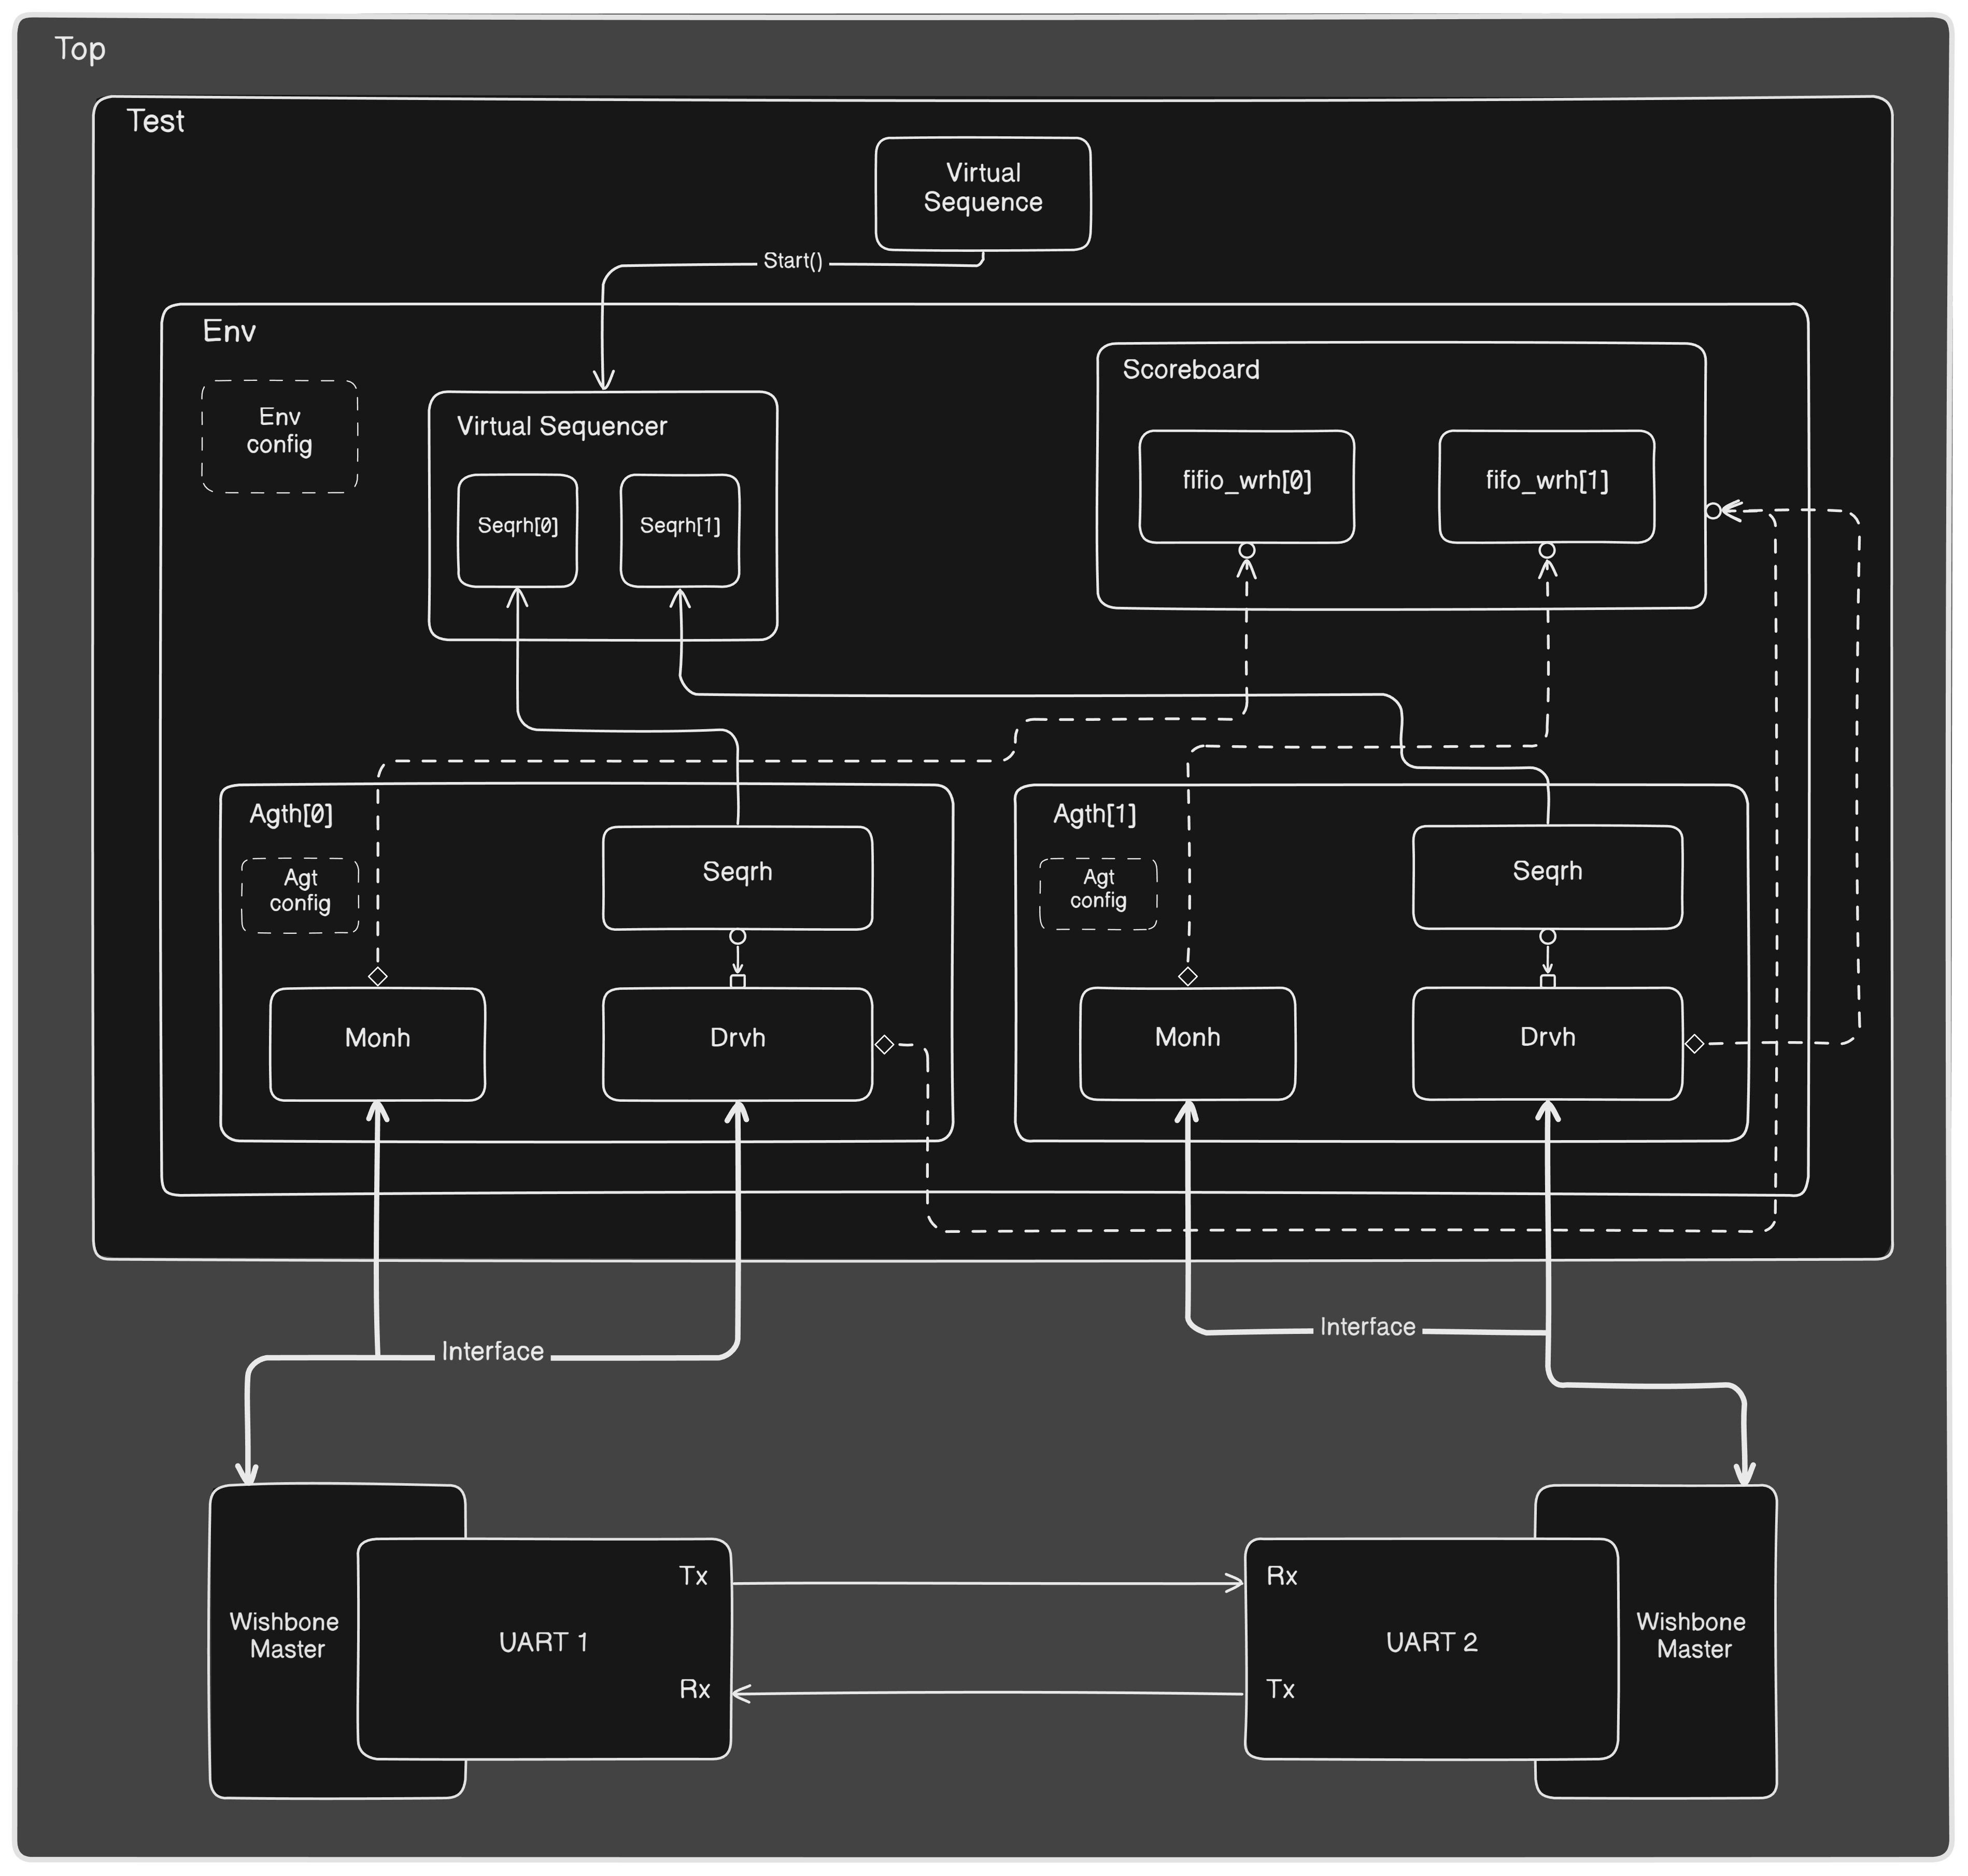 Top
Test
Virtual
Sequence
Start()
Env
Env
config
Virtual Sequencer
Seqrh[0]
Seqrh[1]
Scoreboard
fifio_wrh[0]
fifo_wrh[1]
Agth[0]
Agt
config
Seqrh
Monh
Drvh
Agth[1]
Agt
config
Seqrh
Monh
Drvh
Interface
Interface
Wishbone
Master
UART 1
Tx
Rx
Rx
Tx
UART 2
Wishbone
Master